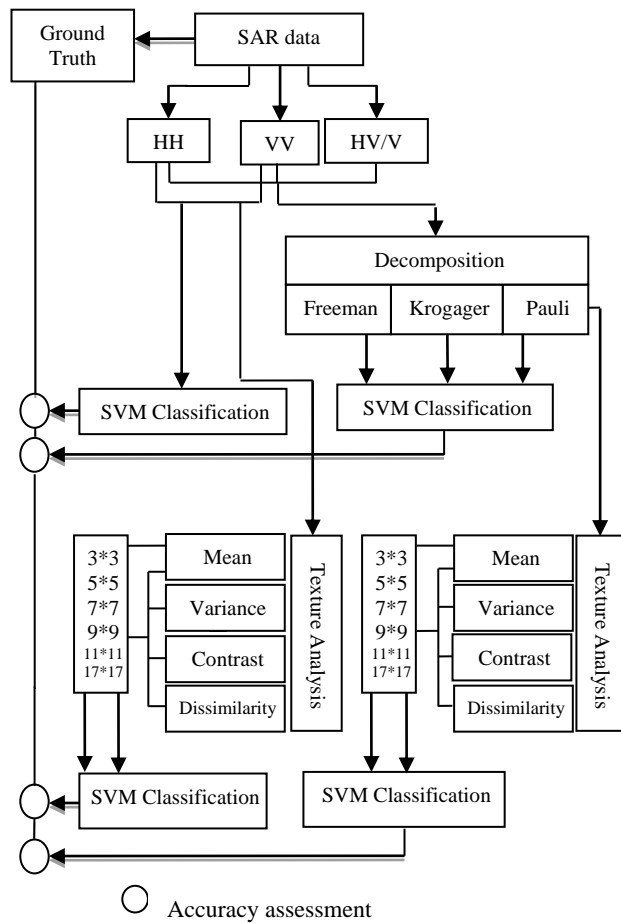 Ground
Truth
SAR data
HH
VV
HV/V
Decomposition
Freeman
Krogager
Pauli
SVM Classification
SVM Classification
3*3
5*5
7*7
9*9
11*11
17*17
Mean
Variance
Contrast
Dissimilarity
Texture Analysis
3*3
5*5
7*7
9*9
11*11
17*17
Mean
Variance
Contrast
Dissimilarity
Texture Analysis
SVM Classification
SVM Classification
Accuracy assessment